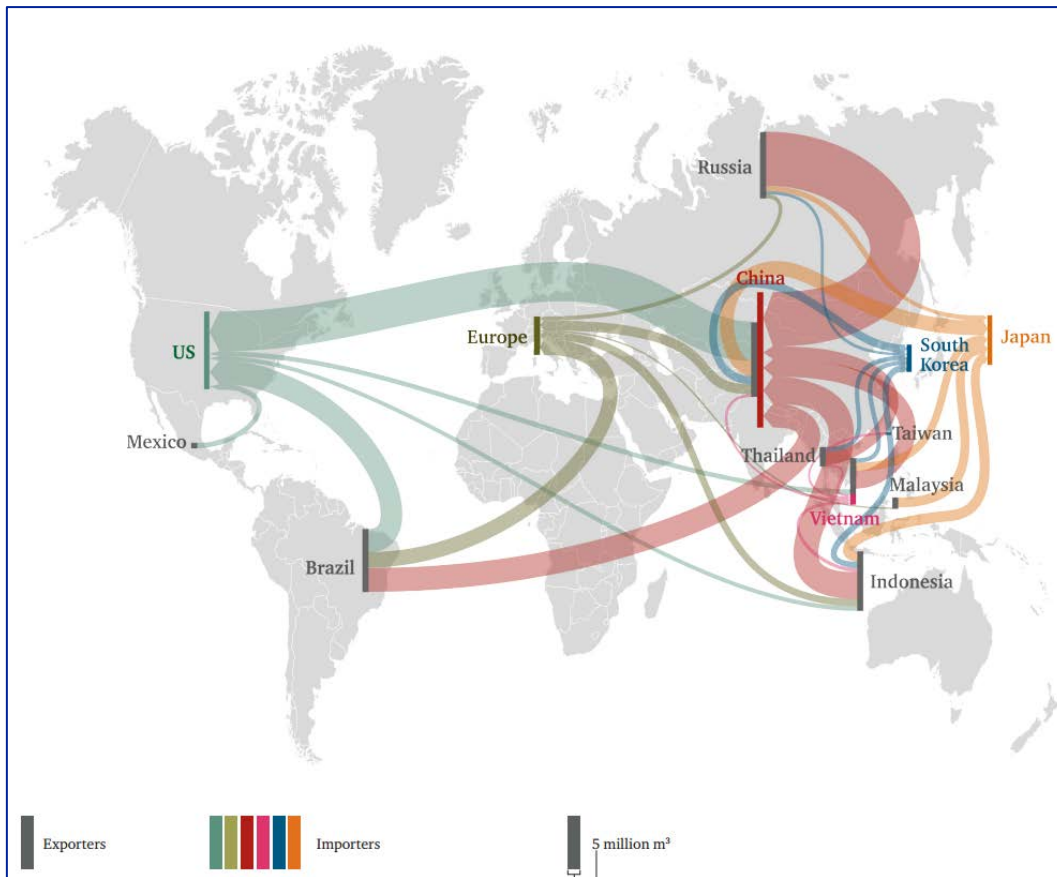 Russia
China
US
Europe
South
Korea
Japan
Mexico
Taiwan
Thailand
Malaysia
Vietnam
Brazil
Indonesia
Exporters
Importers
5 million m³